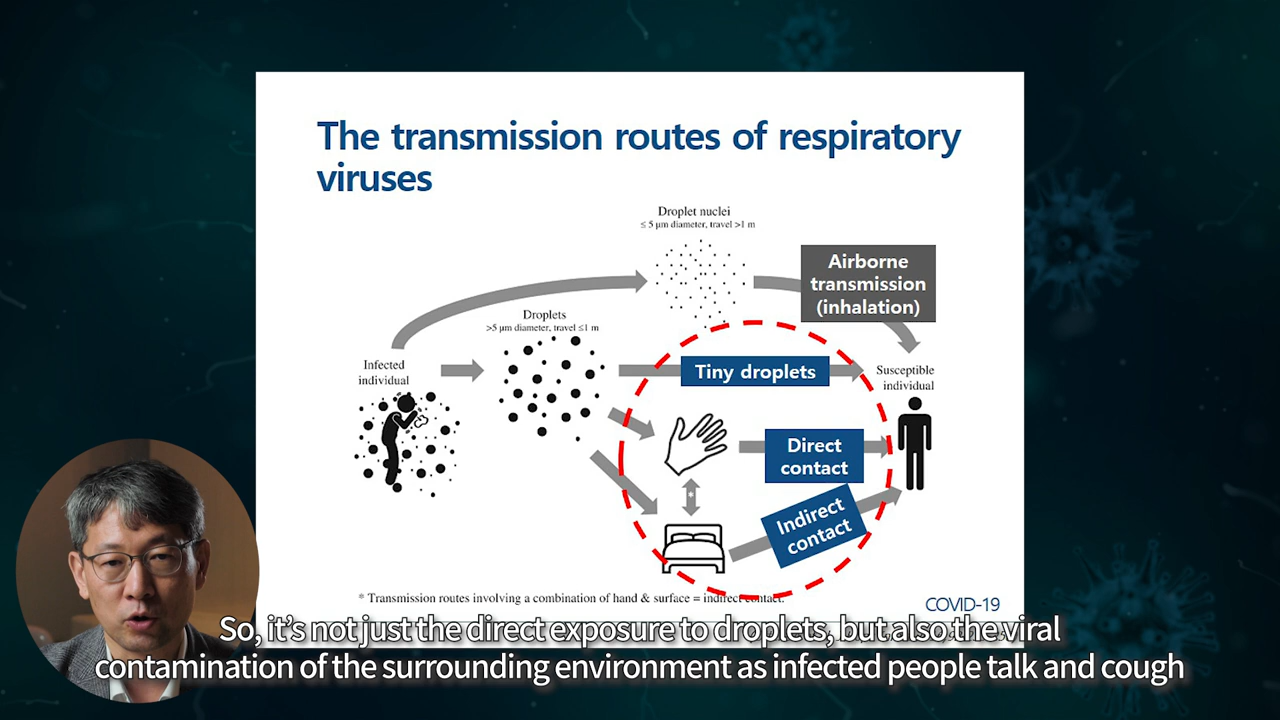 The transmission routes of respiratory
viruses
Droplet nuclei
≤ 5 μm diameter, travel >1 m
Airborne
transmission
(inhalation)
Droplets
>5 μm diameter, travel ≤1 m
Infected
individual
Tiny droplets
Susceptible
individual
Direct
contact
*
Indirect
contact
* Transmission routes involving a combination of hand & surface = indirect contact.
COVID-19
So, it's not just the direct exposure to droplets, but also the viral
contamination of the surrounding environment as infected people talk and cough